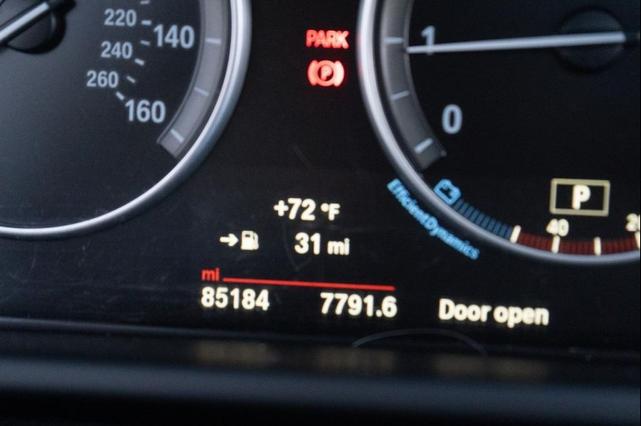 220
240
260
140
160
PARK
P
1
0
+72 °F
31 mi
mi
85184
7791.6
Door open
EfficientDynamics
P
40